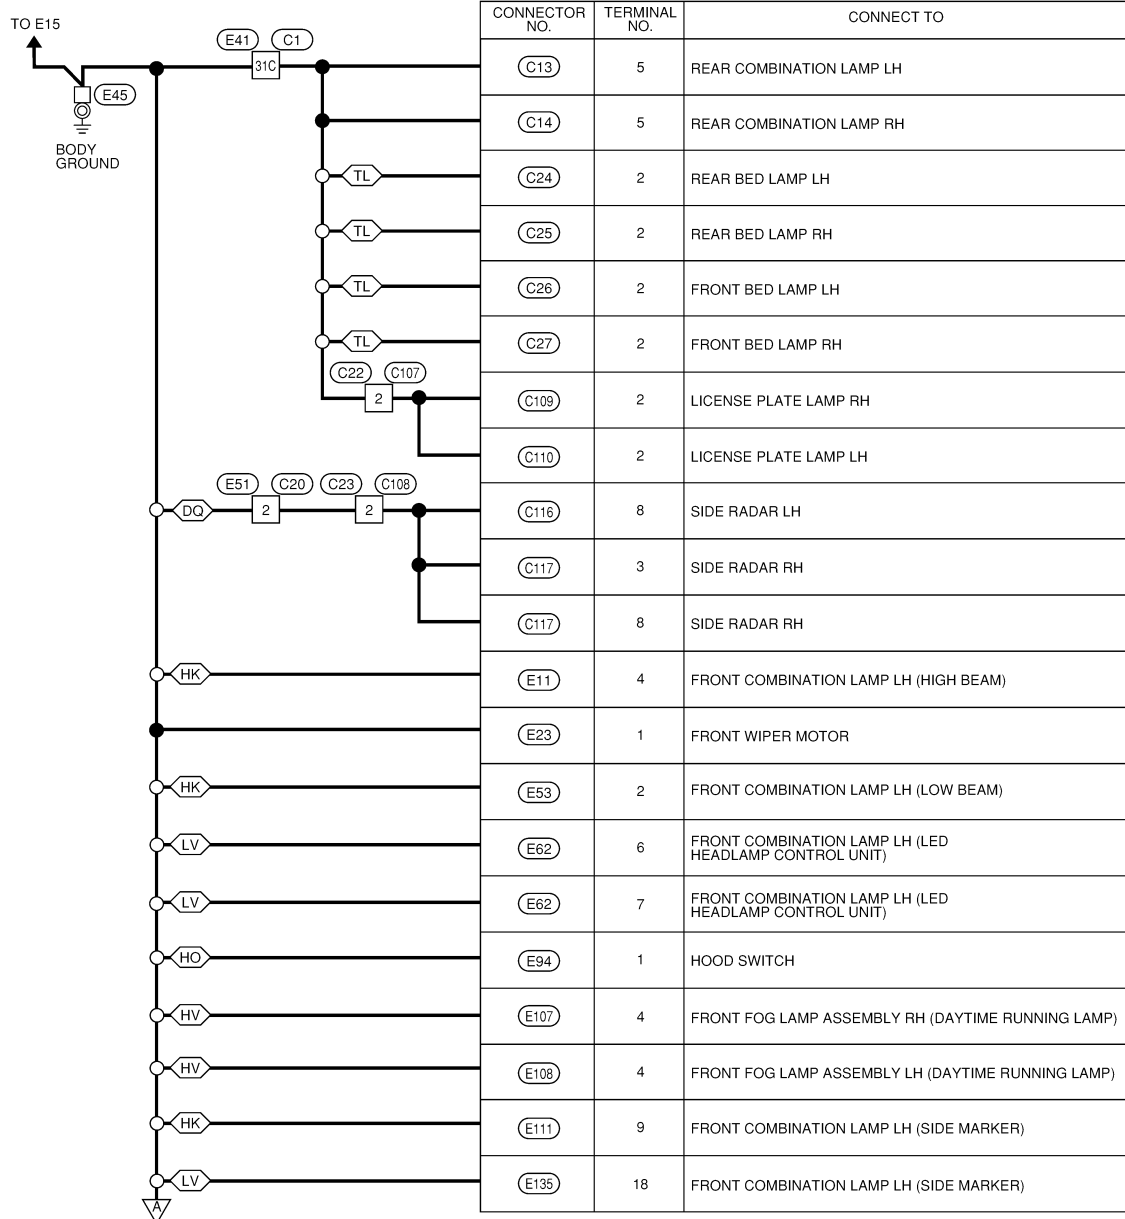 CONNECTOR NO.
TERMINAL NO.
CONNECT TO
TO E15
E45
BODY
GROUND
E41
C1
31C
C13 5 REAR COMBINATION LAMP LH
C14 5 REAR COMBINATION LAMP RH
TL C24 2 REAR BED LAMP LH
TL C25 2 REAR BED LAMP RH
TL C26 2 FRONT BED LAMP LH
TL C27 2 FRONT BED LAMP RH
C22 C107
2 C109 2 LICENSE PLATE LAMP RH
C110 2 LICENSE PLATE LAMP LH
E51 C20 C23 C108
DQ 2 2 C116 8 SIDE RADAR LH
C117 3 SIDE RADAR RH
C117 8 SIDE RADAR RH
HK E11 4 FRONT COMBINATION LAMP LH (HIGH BEAM)
E23 1 FRONT WIPER MOTOR
HK E53 2 FRONT COMBINATION LAMP LH (LOW BEAM)
LV E62 6 FRONT COMBINATION LAMP LH (LED
HEADLAMP CONTROL UNIT)
LV E62 7 FRONT COMBINATION LAMP LH (LED
HEADLAMP CONTROL UNIT)
HO E94 1 HOOD SWITCH
HV E107 4 FRONT FOG LAMP ASSEMBLY RH (DAYTIME RUNNING LAMP)
HV E108 4 FRONT FOG LAMP ASSEMBLY LH (DAYTIME RUNNING LAMP)
HK E111 9 FRONT COMBINATION LAMP LH (SIDE MARKER)
LV E135 18 FRONT COMBINATION LAMP LH (SIDE MARKER)
A